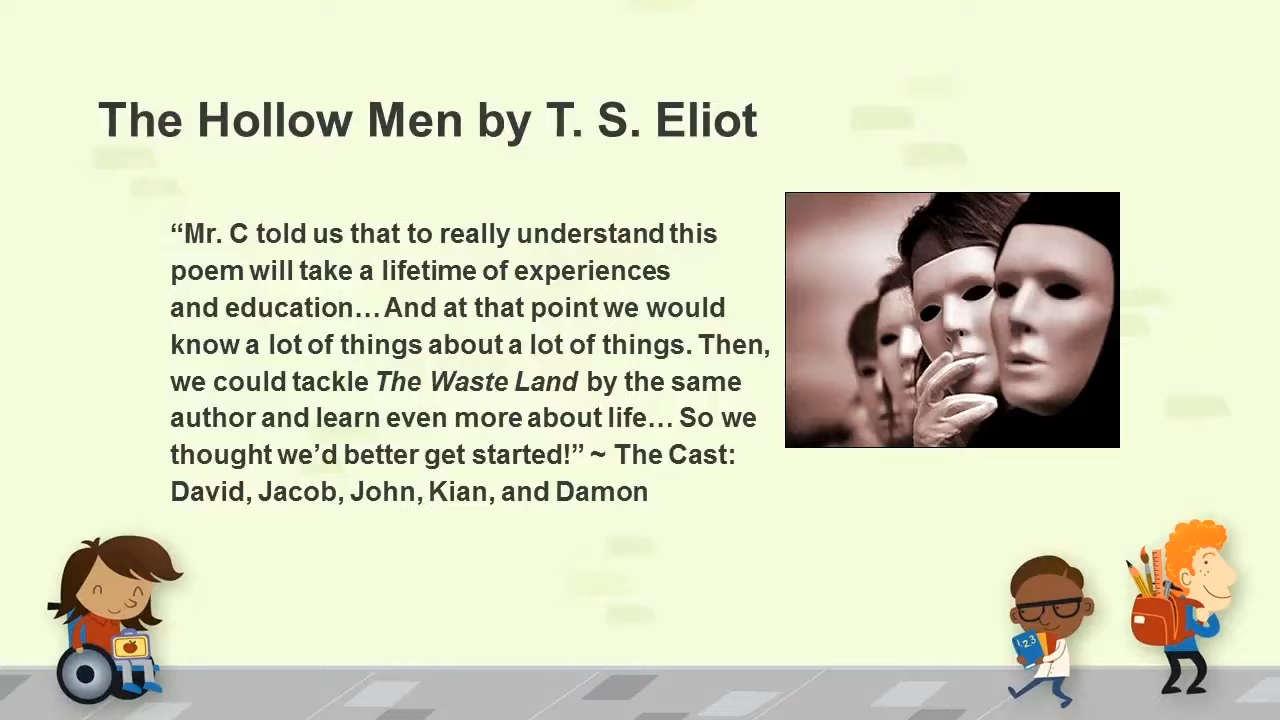 The Hollow Men by T. S. Eliot
“Mr. C told us that to really understand this
poem will take a lifetime of experiences
and education… And at that point we would
know a lot of things about a lot of things. Then,
we could tackle The Waste Land by the same
author and learn even more about life… So we
thought we’d better get started!” ~ The Cast:
David, Jacob, John, Kian, and Damon
123